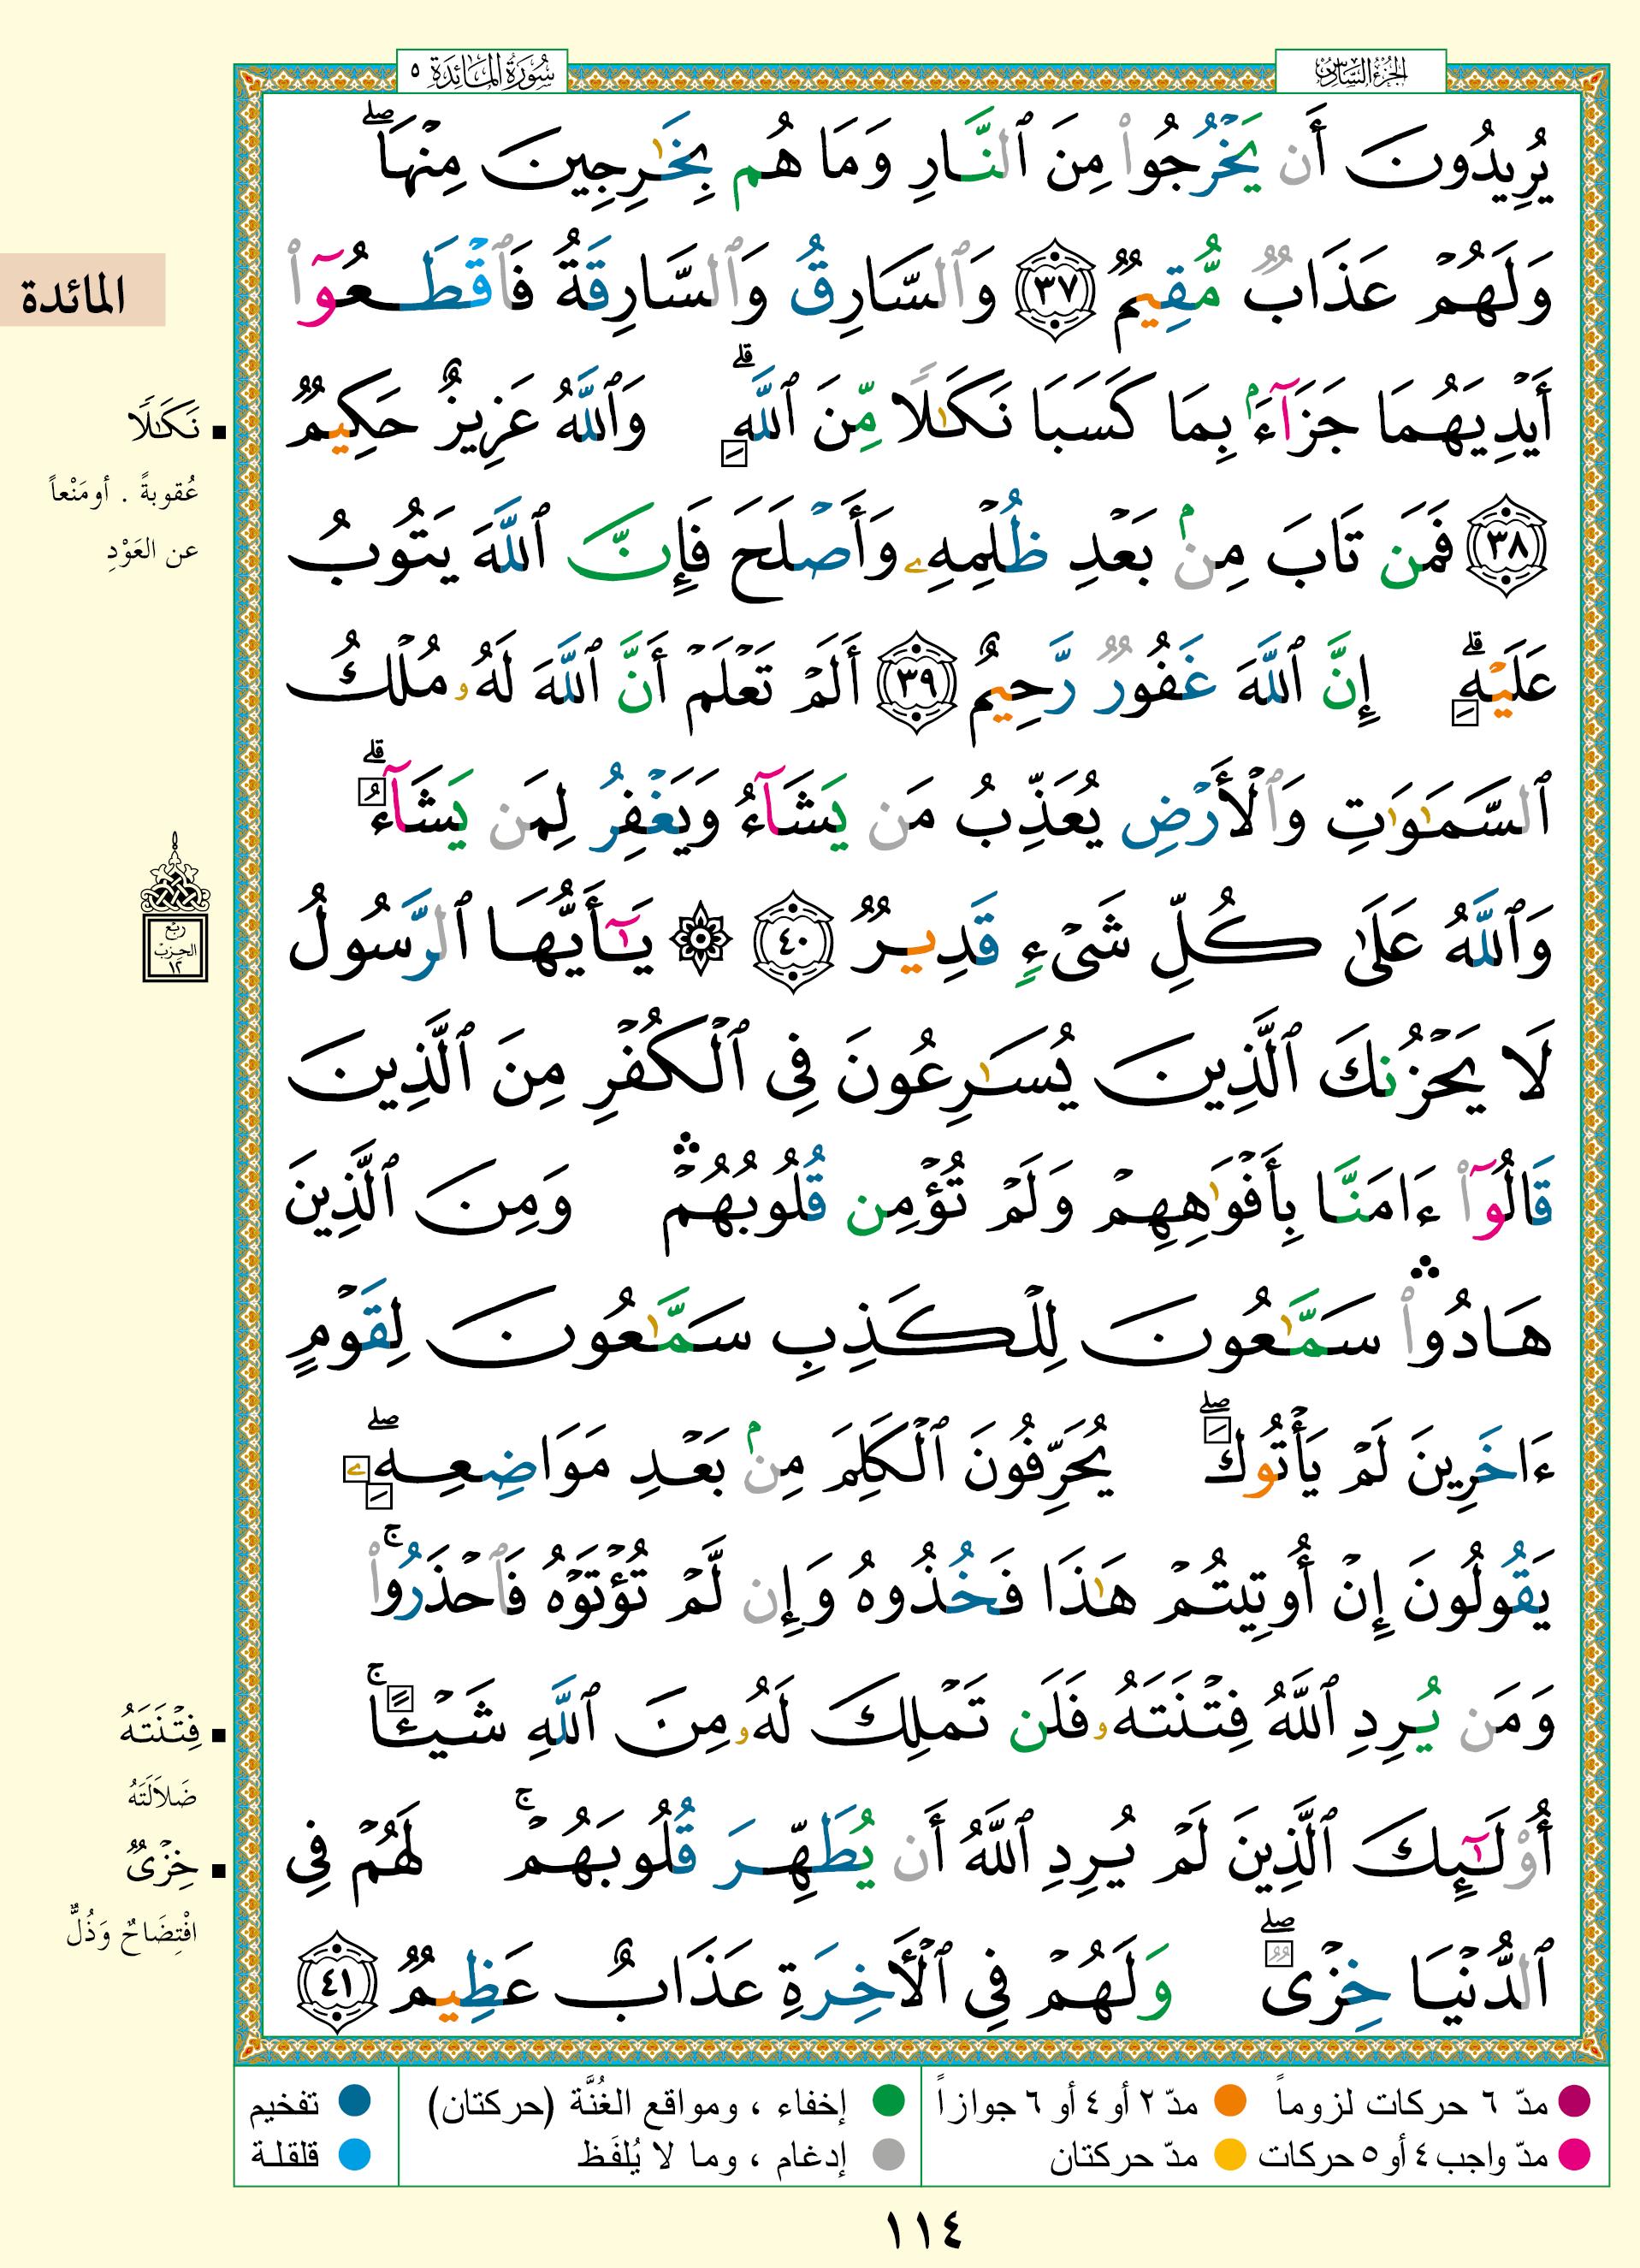 الجزء السادس
سورة المائدة ٥
يُرِيدُونَ أَن يَخْرُجُوا۟ مِنَ ٱلنَّارِ وَمَا هُم بِخَٰرِجِينَ مِنْهَا ۖ
وَلَهُمْ عَذَابٌ مُّقِيمٌ ٣٧ وَٱلسَّارِقُ وَٱلسَّارِقَةُ فَٱقْطَعُوٓا۟
أَيْدِيَهُمَا جَزَآءًۢ بِمَا كَسَبَا نَكَٰلًا مِّنَ ٱللَّهِ ۗ وَٱللَّهُ عَزِيزٌ حَكِيمٌ
٣٨ فَمَن تَابَ مِنۢ بَعْدِ ظُلْمِهِۦ وَأَصْلَحَ فَإِنَّ ٱللَّهَ يَتُوبُ
عَلَيْهِ ۗ إِنَّ ٱللَّهَ غَفُورٌ رَّحِيمٌ ٣٩ أَلَمْ تَعْلَمْ أَنَّ ٱللَّهَ لَهُۥ مُلْكُ
ٱلسَّمَٰوَٰتِ وَٱلْأَرْضِ يُعَذِّبُ مَن يَشَآءُ وَيَغْفِرُ لِمَن يَشَآءُ ۗ
وَٱللَّهُ عَلَىٰ كُلِّ شَىْءٍ قَدِيرٌ ٤٠ ۞ يَٰٓأَيُّهَا ٱلرَّسُولُ
لَا يَحْزُنكَ ٱلَّذِينَ يُسَٰرِعُونَ فِى ٱلْكُفْرِ مِنَ ٱلَّذِينَ
قَالُوٓا۟ ءَامَنَّا بِأَفْوَٰهِهِمْ وَلَمْ تُؤْمِن قُلُوبُهُمْ ۛ وَمِنَ ٱلَّذِينَ
هَادُوا۟ ۛ سَمَّٰعُونَ لِلْكَذِبِ سَمَّٰعُونَ لِقَوْمٍ
ءَاخَرِينَ لَمْ يَأْتُوكَ ۖ يُحَرِّفُونَ ٱلْكَلِمَ مِنۢ بَعْدِ مَوَاضِعِهِۦ ۖ
يَقُولُونَ إِنْ أُوتِيتُمْ هَٰذَا فَخُذُوهُ وَإِن لَّمْ تُؤْتَوْهُ فَٱحْذَرُوا۟ ۚ
وَمَن يُرِدِ ٱللَّهُ فِتْنَتَهُۥ فَلَن تَمْلِكَ لَهُۥ مِنَ ٱللَّهِ شَيْـًٔا ۚ
أُو۟لَٰٓئِكَ ٱلَّذِينَ لَمْ يُرِدِ ٱللَّهُ أَن يُطَهِّرَ قُلُوبَهُمْ ۚ لَهُمْ فِى
ٱلدُّنْيَا خِزْىٌ ۖ وَلَهُمْ فِى ٱلْـَٔاخِرَةِ عَذَابٌ عَظِيمٌ ٤١
المائدة
نَكَٰلًا
عُقوبةً . أومَنْعاً
عن العَوْدِ
ربع
الحزب
١٢
فِتْنَتَهُ
ضَلاَلَتَهُ
خِزْىٌ
افْتِضَاحٌ وَذُلٌّ
مدّ ٦ حركات لزوماً
مدّ ٢ أو ٤ أو ٦ جوازاً
مدّ واجب ٤ أو ٥ حركات
مدّ حركتان
إخفاء ، ومواقع الغُنَّة (حركتان)
إدغام ، وما لا يُلفَظ
تفخيم
قلقلة
١١٤